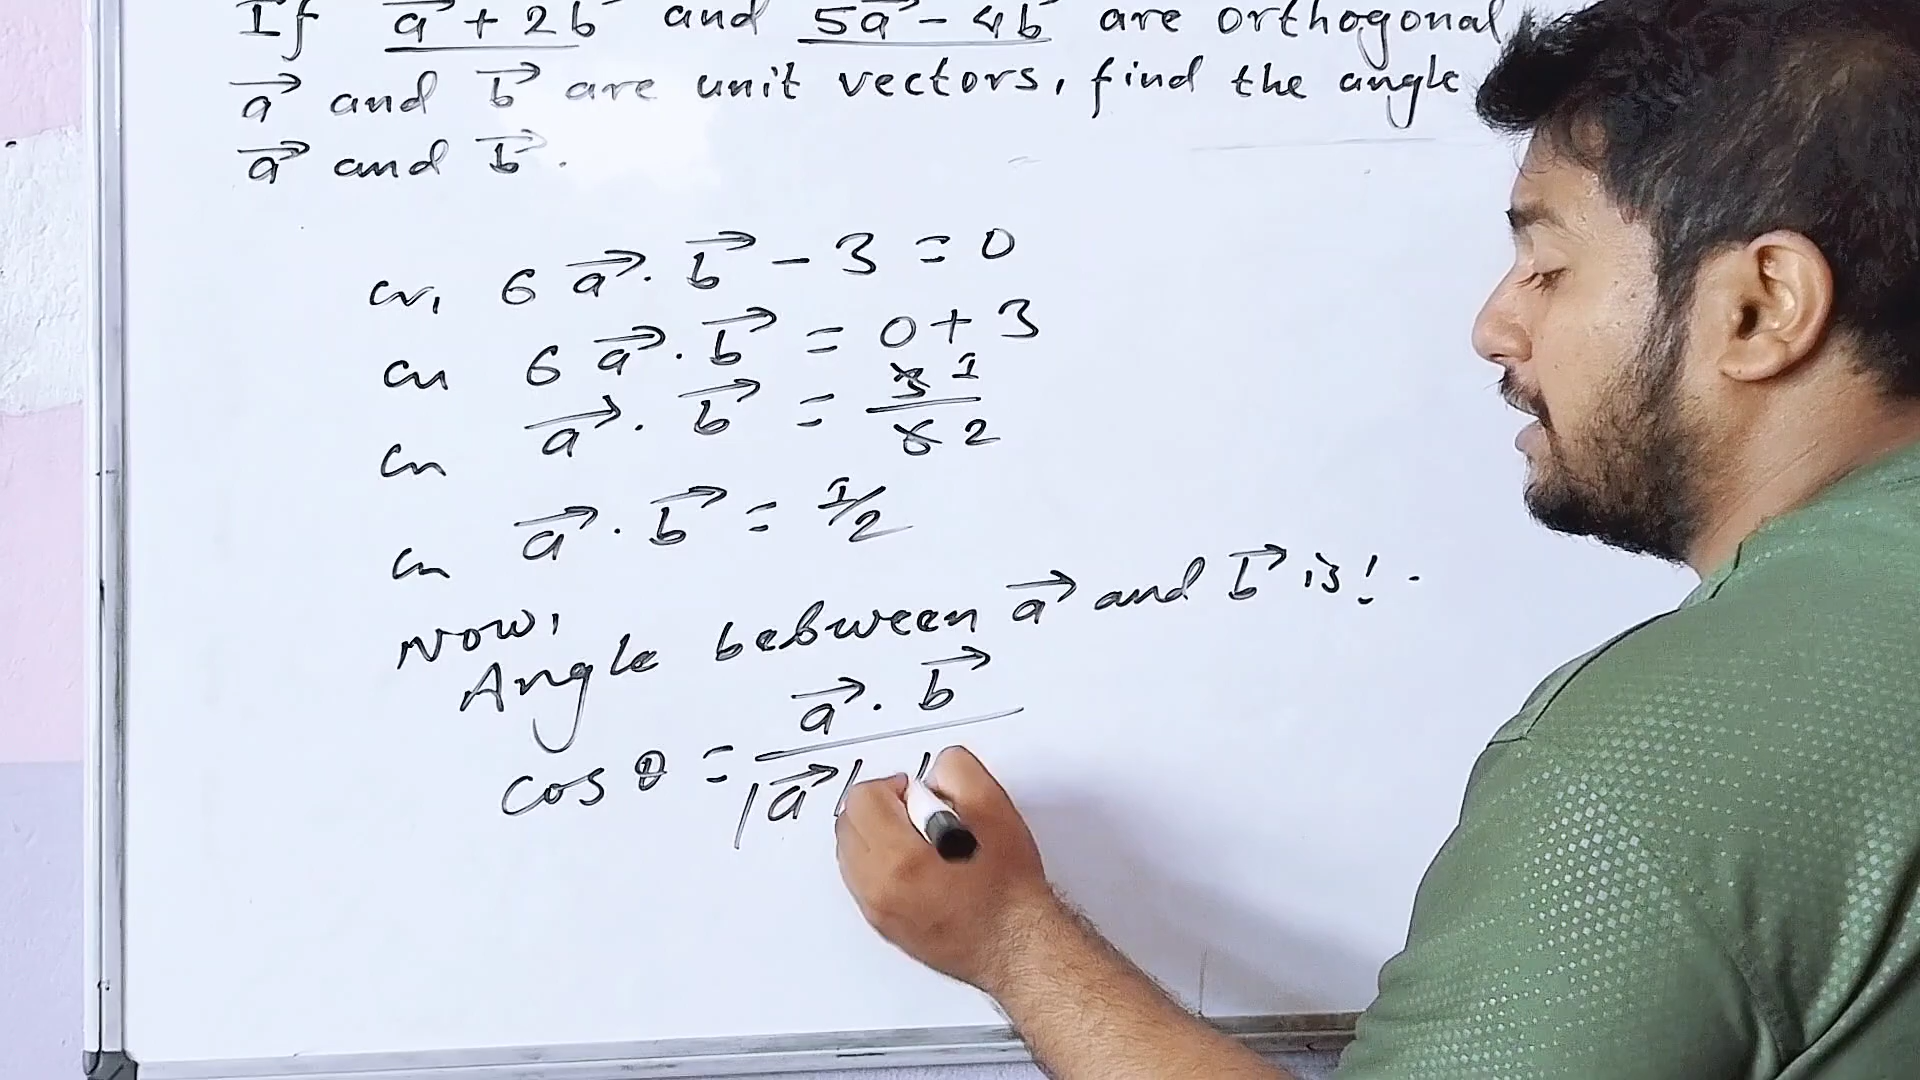 If a⃗ + 2b⃗ and 5a⃗ - 4b⃗ are orthogonal
a⃗ and b⃗ are unit vectors, find the angle
a⃗ and b⃗.
or, 6 a⃗ . b⃗ - 3 = 0
or 6 a⃗ . b⃗ = 0 + 3
or a⃗ . b⃗ = 3 1 / 6 2
or a⃗ . b⃗ = 1/2
Now,
Angle between a⃗ and b⃗ is! .
cos θ = a⃗ . b⃗ / |a⃗| |